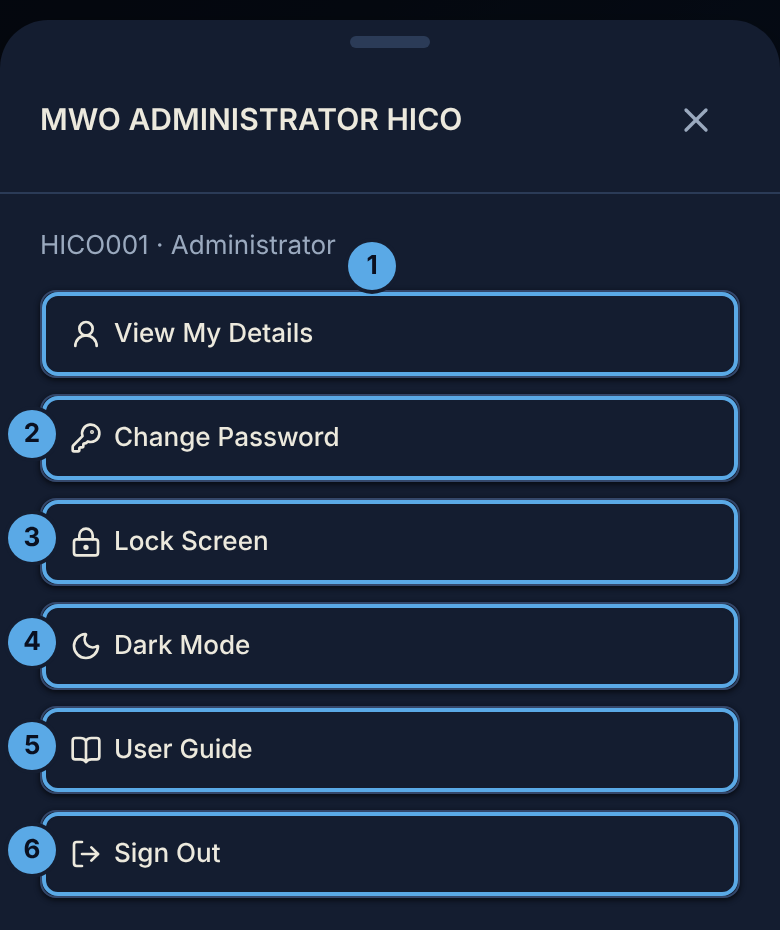 MWO ADMINISTRATOR HICO
HICO001 · Administrator
1
View My Details
2
Change Password
3
Lock Screen
4
Dark Mode
5
User Guide
6
Sign Out